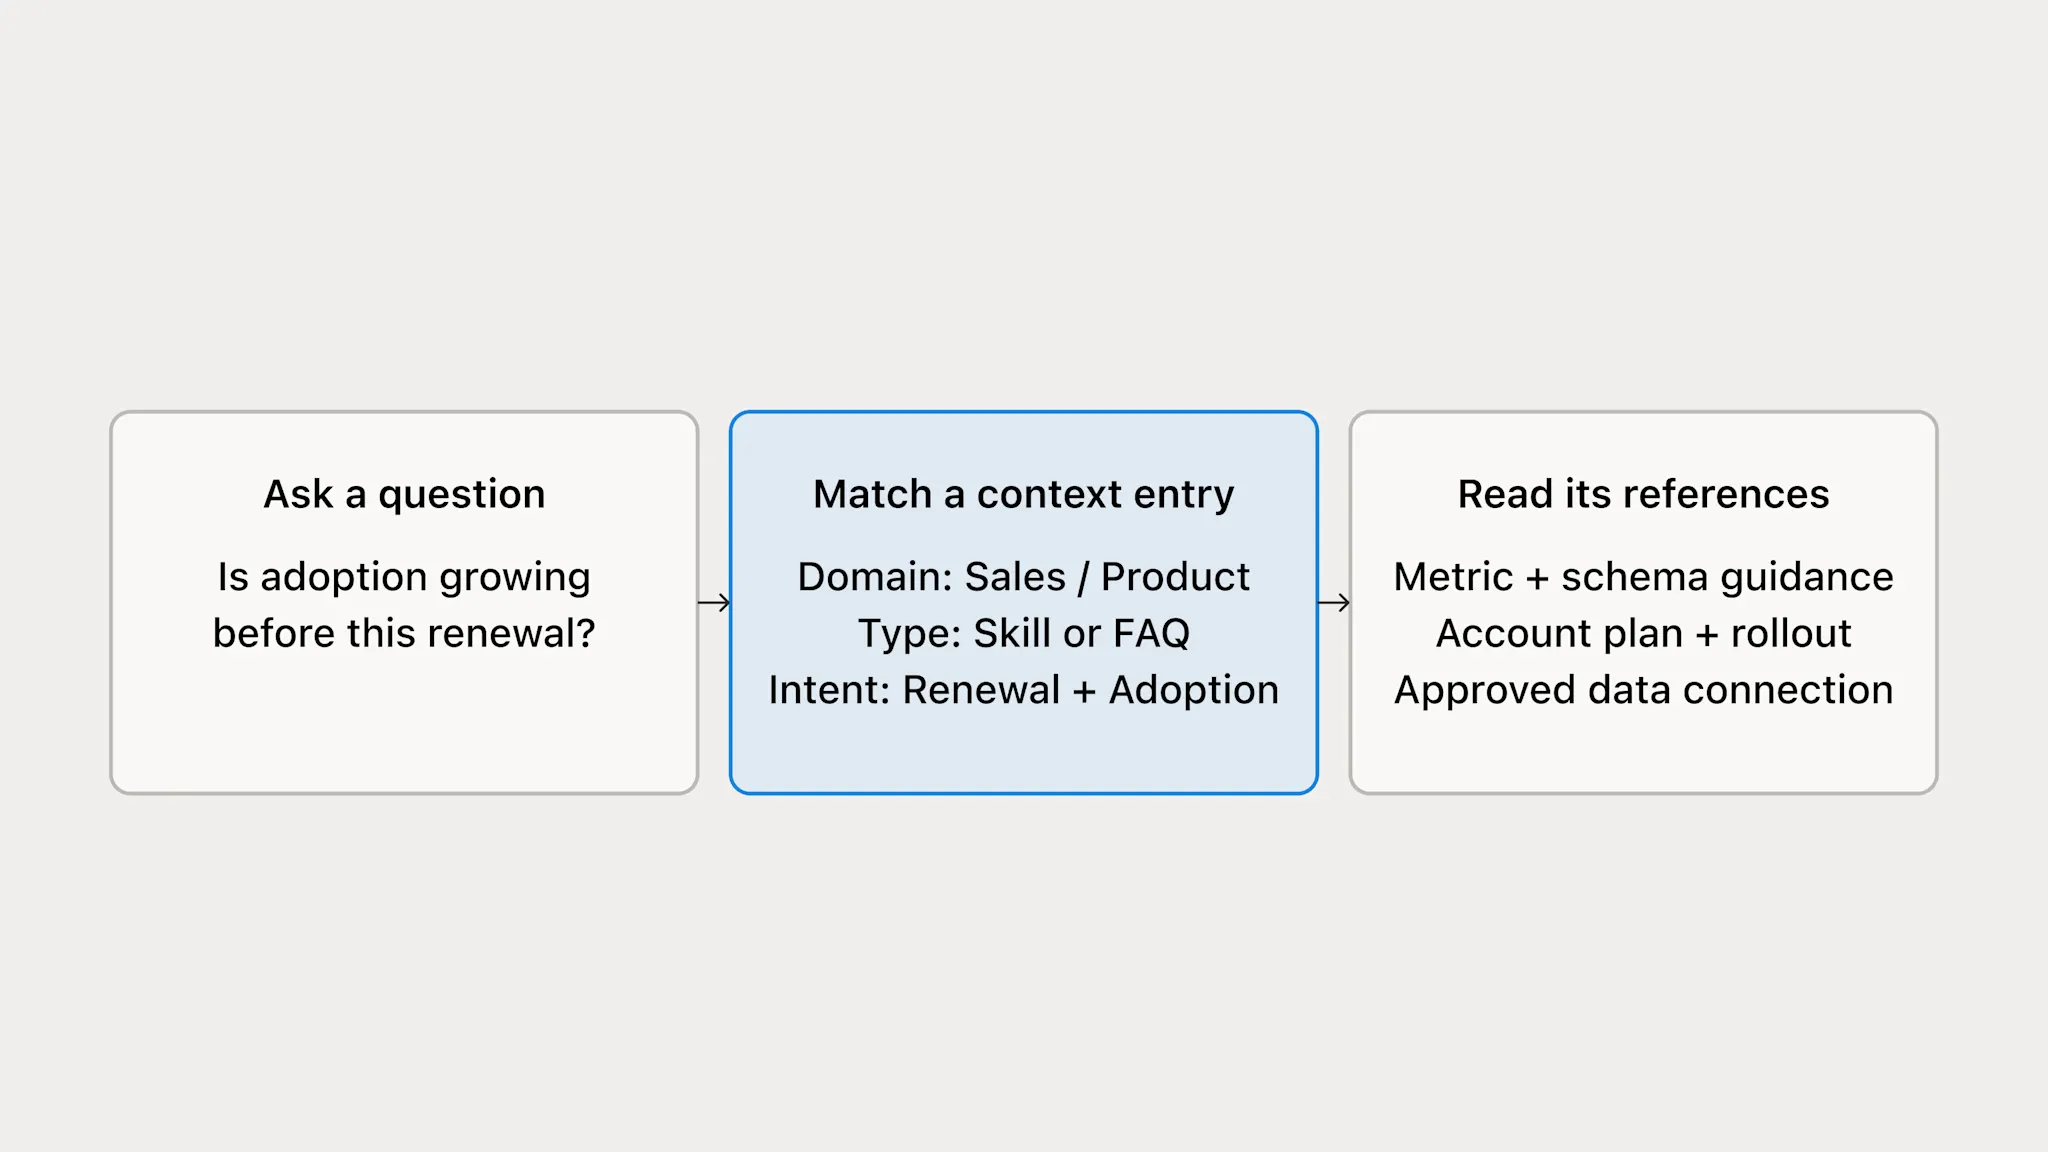 Ask a question
Is adoption growing
before this renewal?
Match a context entry
Domain: Sales / Product
Type: Skill or FAQ
Intent: Renewal + Adoption
Read its references
Metric + schema guidance
Account plan + rollout
Approved data connection